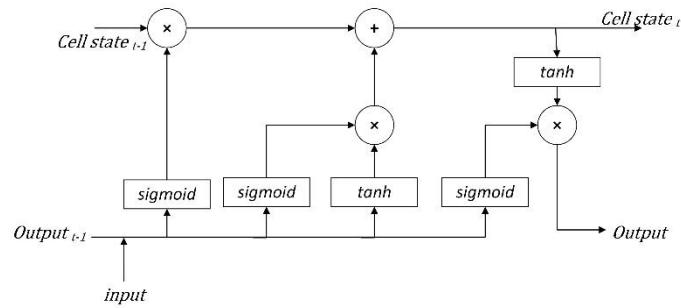 Cell state t-1
×
+
Cell state t
tanh
×
×
sigmoid
sigmoid
tanh
sigmoid
Output t-1
Output
input